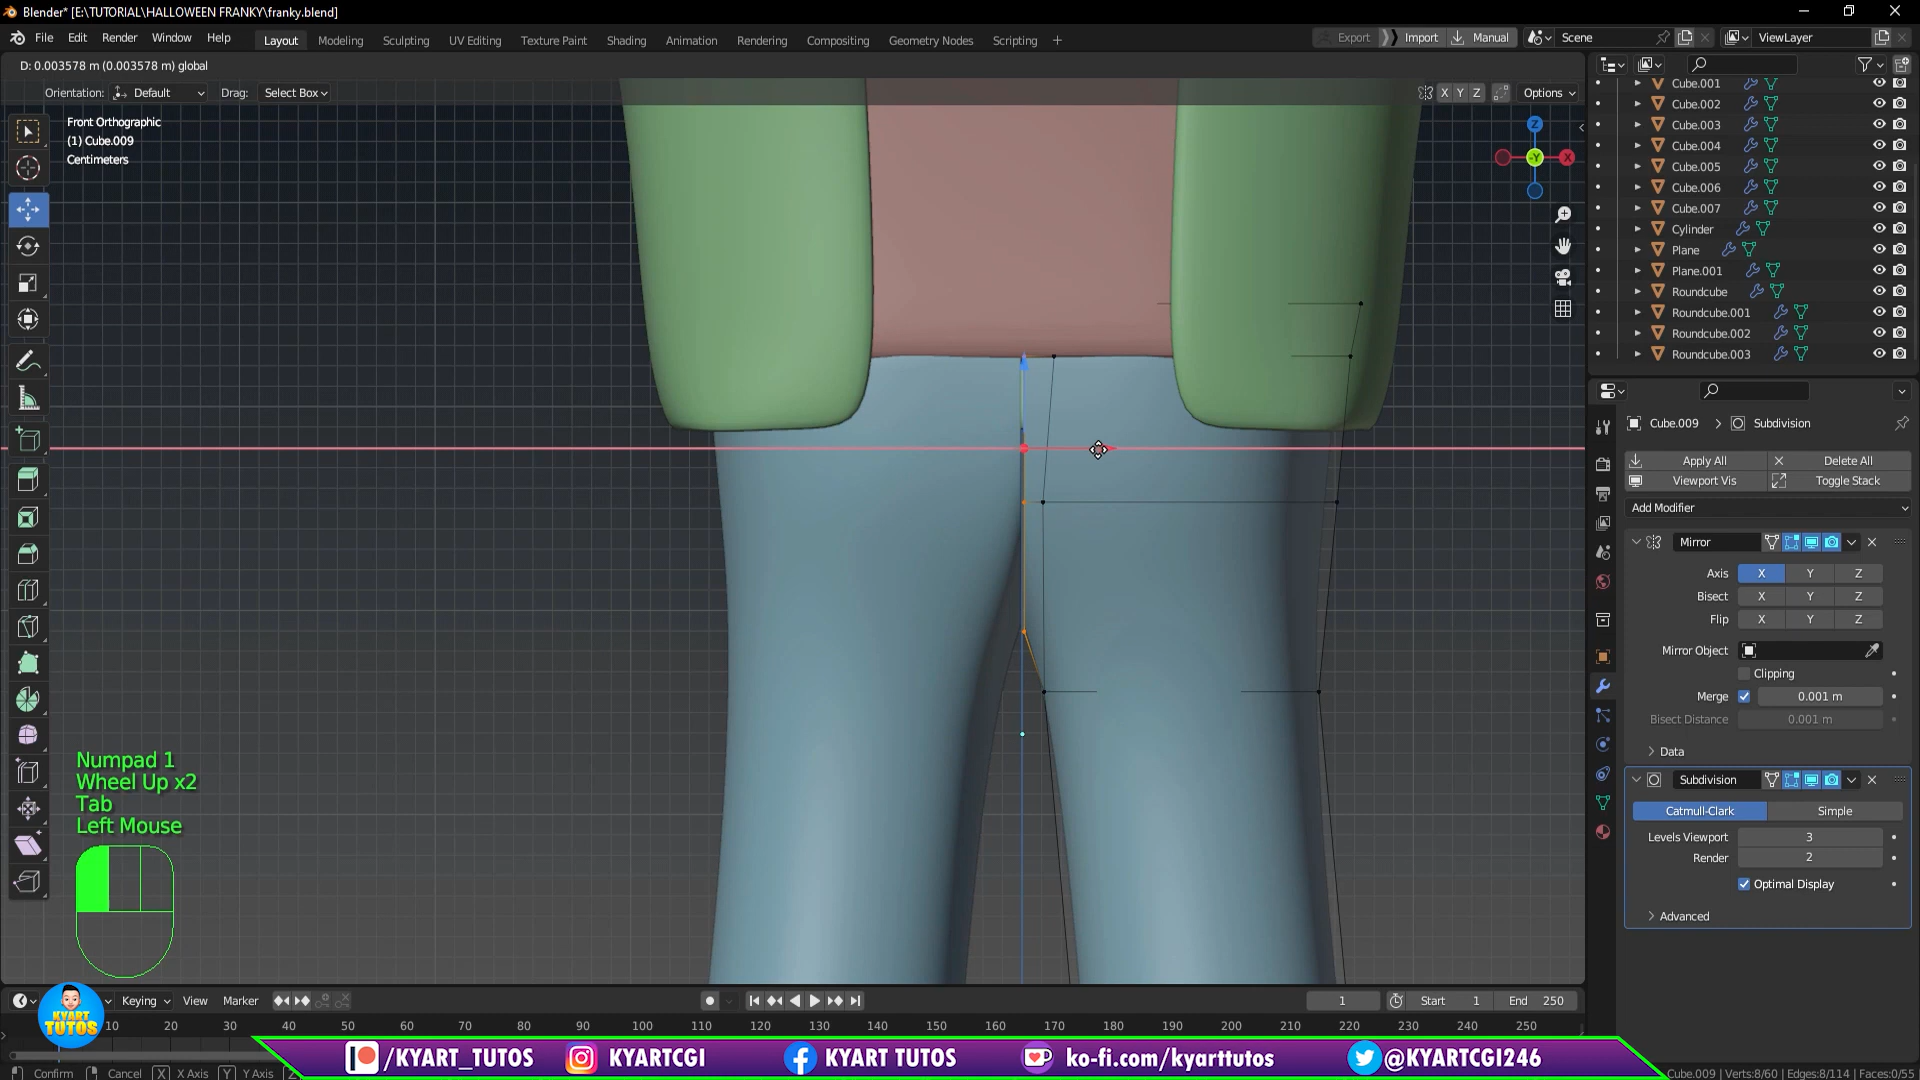 Blender* [E:\TUTORIAL\HALLOWEEN FRANKY\franky.blend]
File Edit Render Window Help
Layout Modeling Sculpting UV Editing Texture Paint Shading Animation Rendering Compositing Geometry Nodes Scripting +
Export Import Manual Scene ViewLayer
D: 0.003578 m (0.003578 m) global
Orientation: Default Drag: Select Box
X Y Z Options
Front Orthographic
(1) Cube.009
Centimeters
Z
Y
X
Cube.001
Cube.002
Cube.003
Cube.004
Cube.005
Cube.006
Cube.007
Cylinder
Plane
Plane.001
Roundcube
Roundcube.001
Roundcube.002
Roundcube.003
Cube.009 > Subdivision
Apply All Delete All
Viewport Vis Toggle Stack
Add Modifier
Mirror
Axis X Y Z
Bisect X Y Z
Flip X Y Z
Mirror Object
Clipping
Merge 0.001 m
Bisect Distance 0.001 m
Data
Subdivision
Catmull-Clark Simple
Levels Viewport 3
Render 2
Optimal Display
Advanced
Numpad 1
Wheel Up x2
Tab
Left Mouse
Keying View Marker
1 Start 1 End 250
10 20 30 40 50 60 70 80 90 100 110 120 130 140 150 160 170 180 190 200 210 220 230 240 250
KYART
TUTOS
/KYART_TUTOS KYARTCGI KYART TUTOS ko-fi.com/kyarttutos @KYARTCGI246
Confirm Cancel X X Axis Y Y Axis
Cube.009 | Verts:8/60 | Edges:8/114 | Faces:0/55